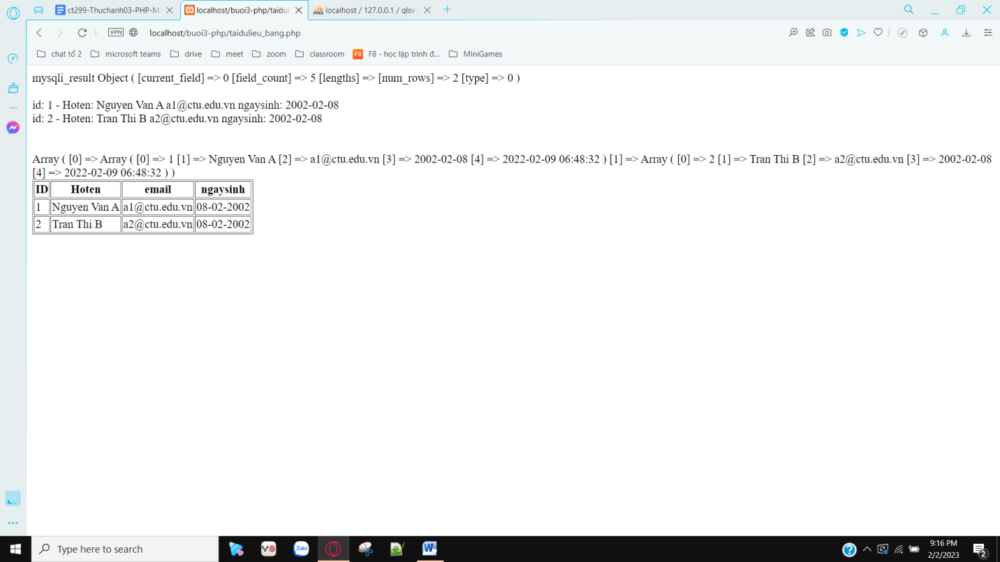 ct299-Thuchanh03-PHP-M
localhost/buoi3-php/taidul
localhost / 127.0.0.1 / qlsv
VPN
localhost/buoi3-php/taidulieu_bang.php
chat tổ 2
microsoft teams
drive
meet
zoom
classroom
F8 - học lập trình đ...
MIniGames
mysqli_result Object ( [current_field] => 0 [field_count] => 5 [lengths] => [num_rows] => 2 [type] => 0 )
id: 1 - Hoten: Nguyen Van A a1@ctu.edu.vn ngaysinh: 2002-02-08
id: 2 - Hoten: Tran Thi B a2@ctu.edu.vn ngaysinh: 2002-02-08
Array ( [0] => Array ( [0] => 1 [1] => Nguyen Van A [2] => a1@ctu.edu.vn [3] => 2002-02-08 [4] => 2022-02-09 06:48:32 ) [1] => Array ( [0] => 2 [1] => Tran Thi B [2] => a2@ctu.edu.vn [3] => 2002-02-08
[4] => 2022-02-09 06:48:32 ) )
ID Hoten email ngaysinh
1 Nguyen Van A a1@ctu.edu.vn 08-02-2002
2 Tran Thi B a2@ctu.edu.vn 08-02-2002
Type here to search
Zalo
9:16 PM
2/2/2023
2